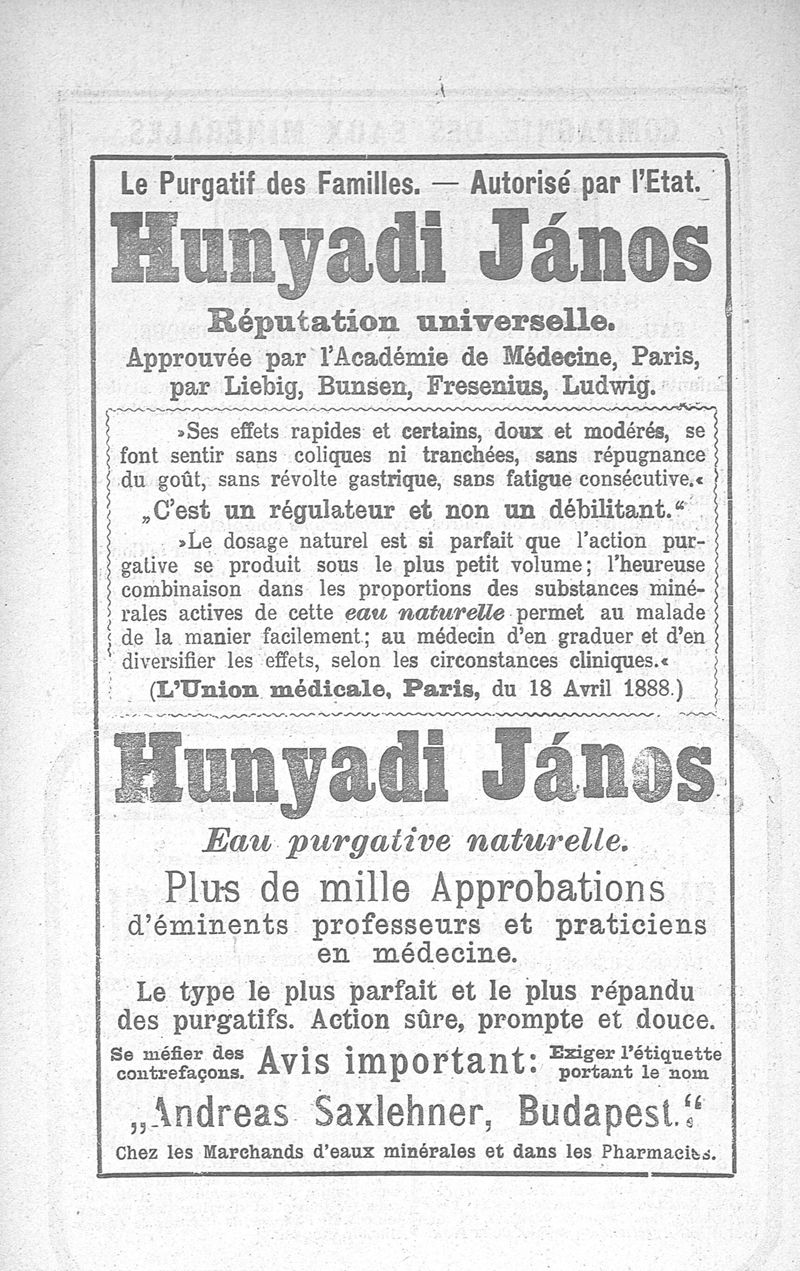 Le Purgatif des Familles. — Autorisé par l'Etat.
Hunyadi János
Réputation universelle.
Approuvée par l'Académie de Médecine, Paris,
par Liebig, Bunsen, Fresenius, Ludwig.
»Ses effets rapides et certains, doux et modérés, se
font sentir sans coliques ni tranchées, sans répugnance
du goût, sans révolte gastrique, sans fatigue consécutive.«
„C'est un régulateur et non un débilitant.“
»Le dosage naturel est si parfait que l'action pur-
gative se produit sous le plus petit volume; l'heureuse
combinaison dans les proportions des substances miné-
rales actives de cette eau naturelle permet au malade
de la manier facilement; au médecin d'en graduer et d'en
diversifier les effets, selon les circonstances cliniques.«
(L'Union médicale, Paris, du 18 Avril 1888.)
Hunyadi János
Eau purgative naturelle.
Plus de mille Approbations
d'éminents professeurs et praticiens
en médecine.
Le type le plus parfait et le plus répandu
des purgatifs. Action sûre, prompte et douce.
Se méfier des contrefaçons. Avis important: Exiger l'étiquette portant le nom
„Andreas Saxlehner, Budapest.“
Chez les Marchands d'eaux minérales et dans les Pharmacies.